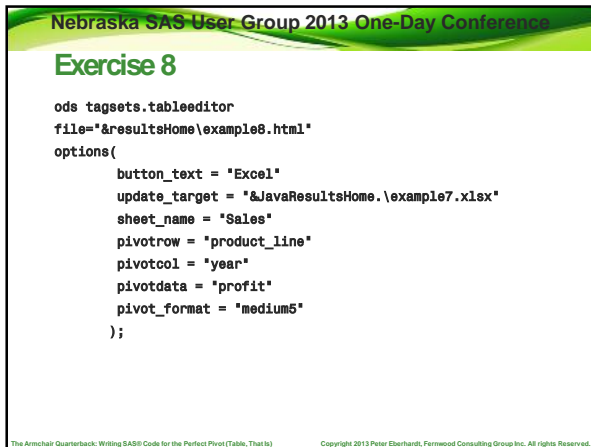 Nebraska SAS User Group 2013 One-Day Conference
Exercise 8
ods tagsets.tableeditor
file="&resultsHome\example8.html"
options(
button_text = "Excel"
update_target = "&JavaResultsHome.\example7.xlsx"
sheet_name = "Sales"
pivotrow = "product_line"
pivotcol = "year"
pivotdata = "profit"
pivot_format = "medium5"
);
The Armchair Quarterback: Writing SAS® Code for the Perfect Pivot (Table, That Is)
Copyright 2013 Peter Eberhardt, Fernwood Consulting Group Inc. All rights Reserved.